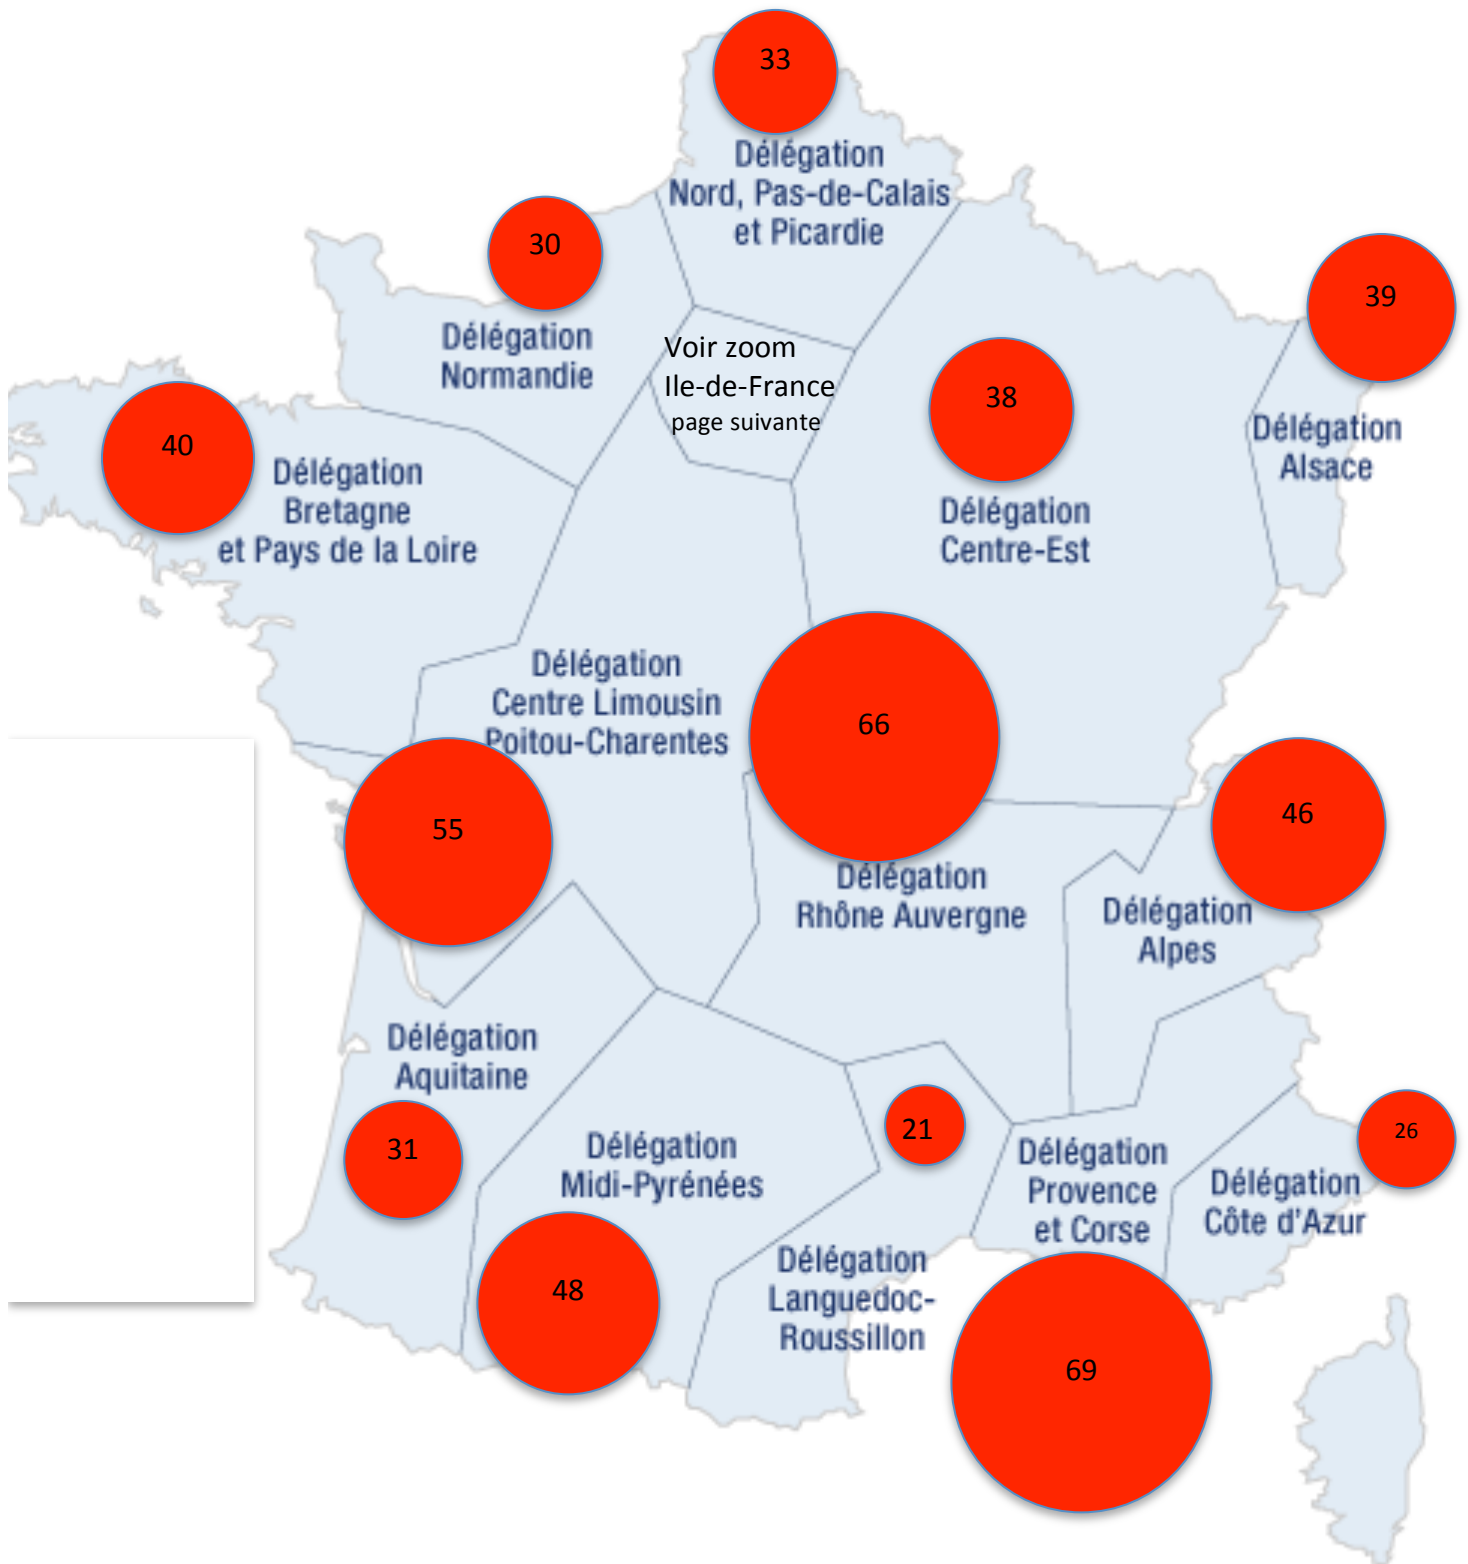 33
Délégation
Nord, Pas-de-Calais
et Picardie
30
Délégation
Normandie
39
Voir zoom
Ile-de-France
page suivante
38
Délégation
Alsace
40
Délégation
Bretagne
et Pays de la Loire
Délégation
Centre-Est
Délégation
Centre Limousin
Poitou-Charentes
66
55
46
Délégation
Rhône Auvergne
Délégation
Alpes
Délégation
Aquitaine
31
21
26
Délégation
Midi-Pyrénées
Délégation
Provence
et Corse
Délégation
Côte d'Azur
48
Délégation
Languedoc-
Roussillon
69